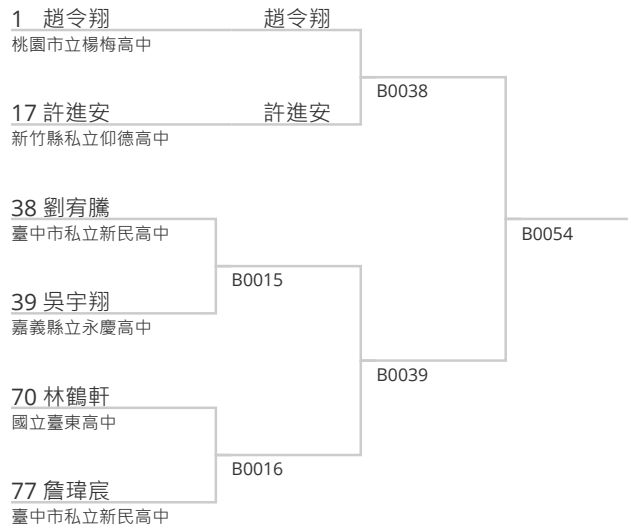 1 趙令翔 趙令翔
桃園市立楊梅高中
B0038
17 許進安 許進安
新竹縣私立仰德高中
38 劉宥騰
臺中市私立新民高中
B0054
B0015
39 吳宇翔
嘉義縣立永慶高中
B0039
70 林鶴軒
國立臺東高中
B0016
77 詹瑋宸
臺中市私立新民高中